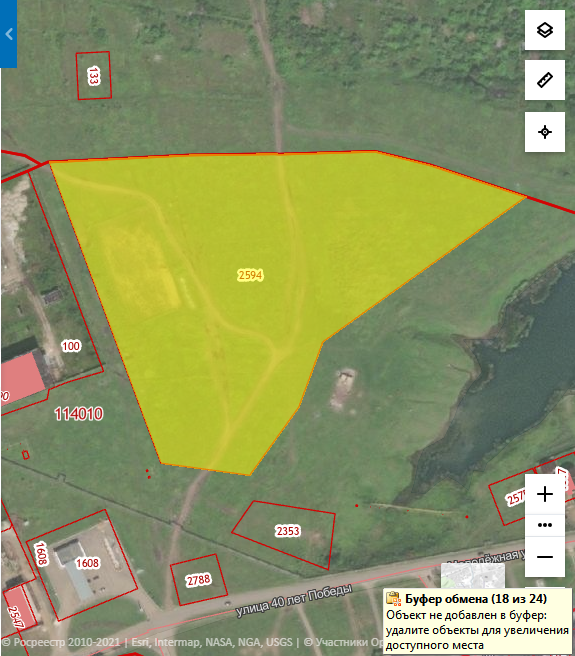 133
2594
100
114010
2353
1608
1608
2788
2547
улица 40 лет Победы
Буфер обмена (18 из 24)
Объект не добавлен в буфер:
удалите объекты для увеличения
доступного места
© Росреестр 2010-2021 | Esri, Intermap, NASA, NGA, USGS | © Участники